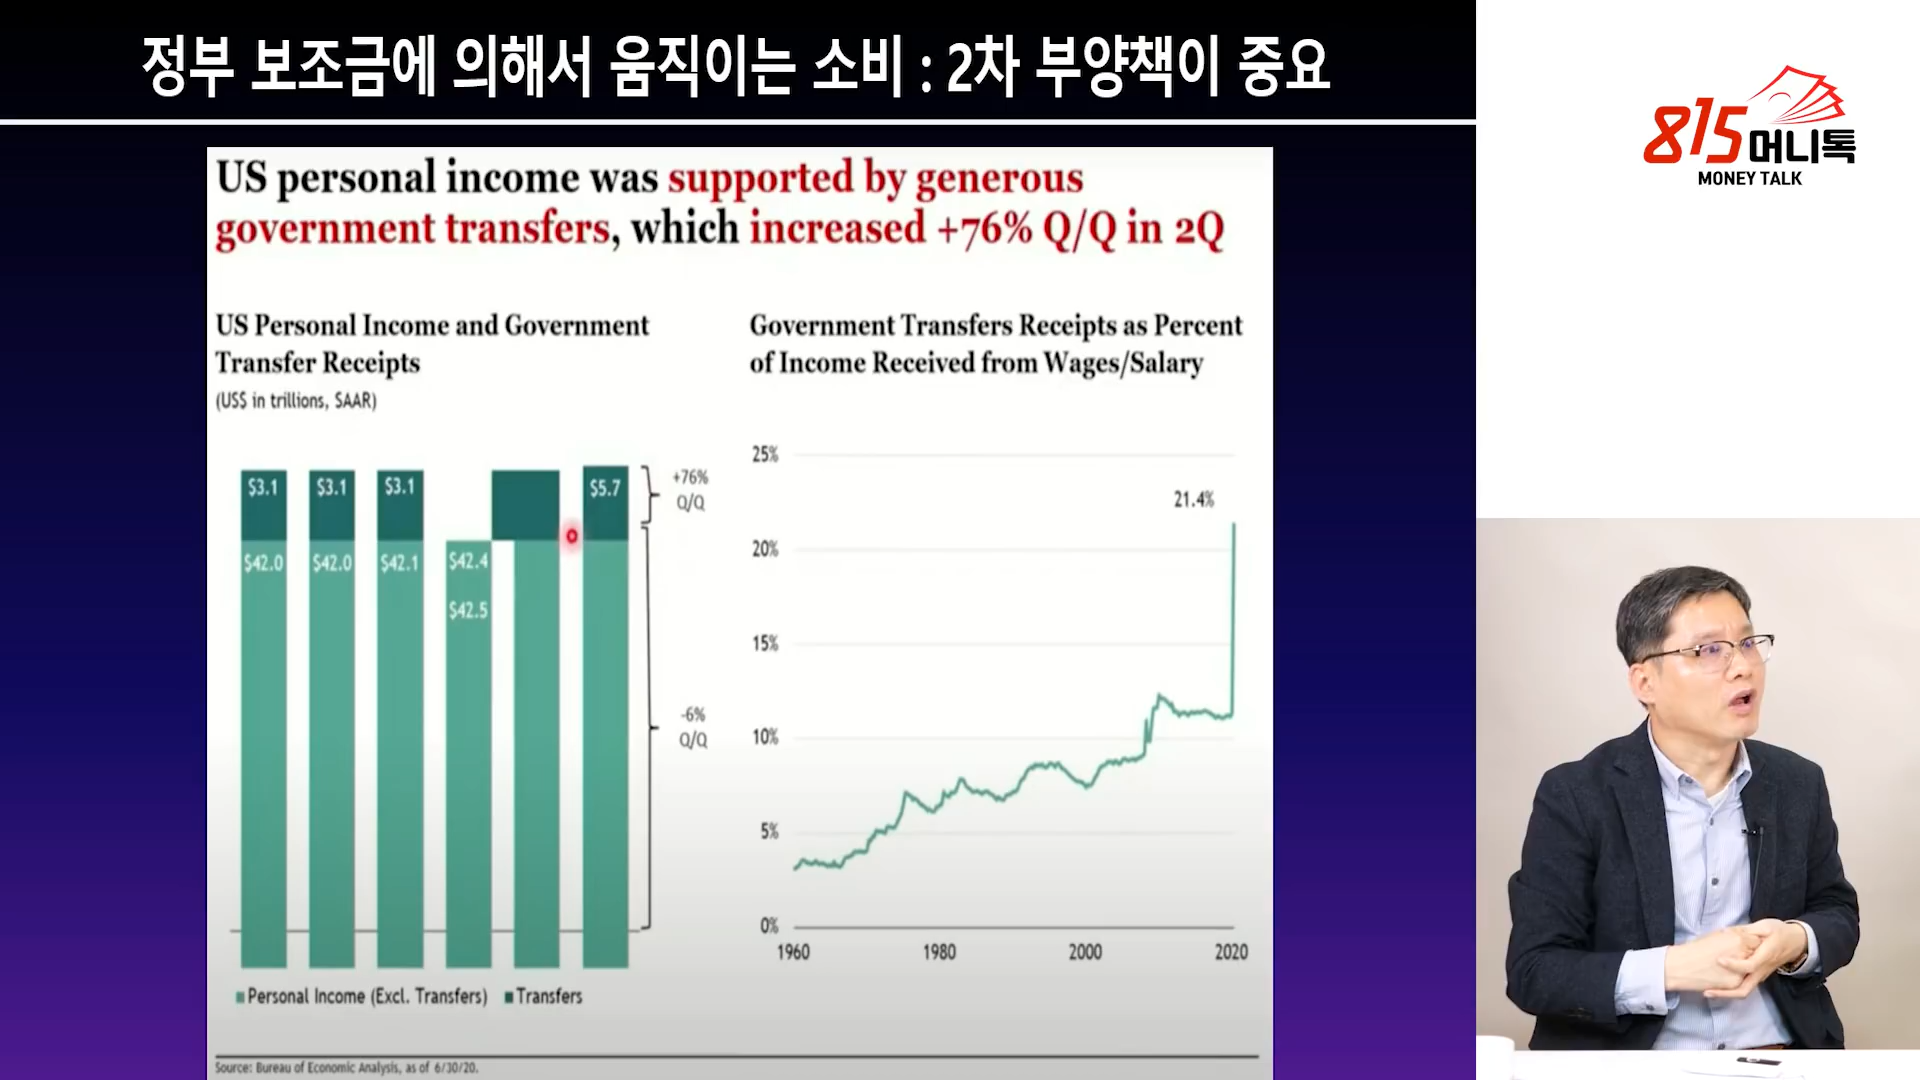 정부 보조금에 의해서 움직이는 소비 : 2차 부양책이 중요
815머니톡
MONEY TALK
US personal income was supported by generous
government transfers, which increased +76% Q/Q in 2Q
US Personal Income and Government
Transfer Receipts
(US$ in trillions, SAAR)
$3.1 $3.1 $3.1 $5.7
$42.0 $42.0 $42.1 $42.4
$42.5
+76%
Q/Q
-6%
Q/Q
Personal Income (Excl. Transfers) Transfers
Government Transfers Receipts as Percent
of Income Received from Wages/Salary
25%
21.4%
20%
15%
10%
5%
0%
1960 1980 2000 2020
Source: Bureau of Economic Analysis, as of 6/30/20.